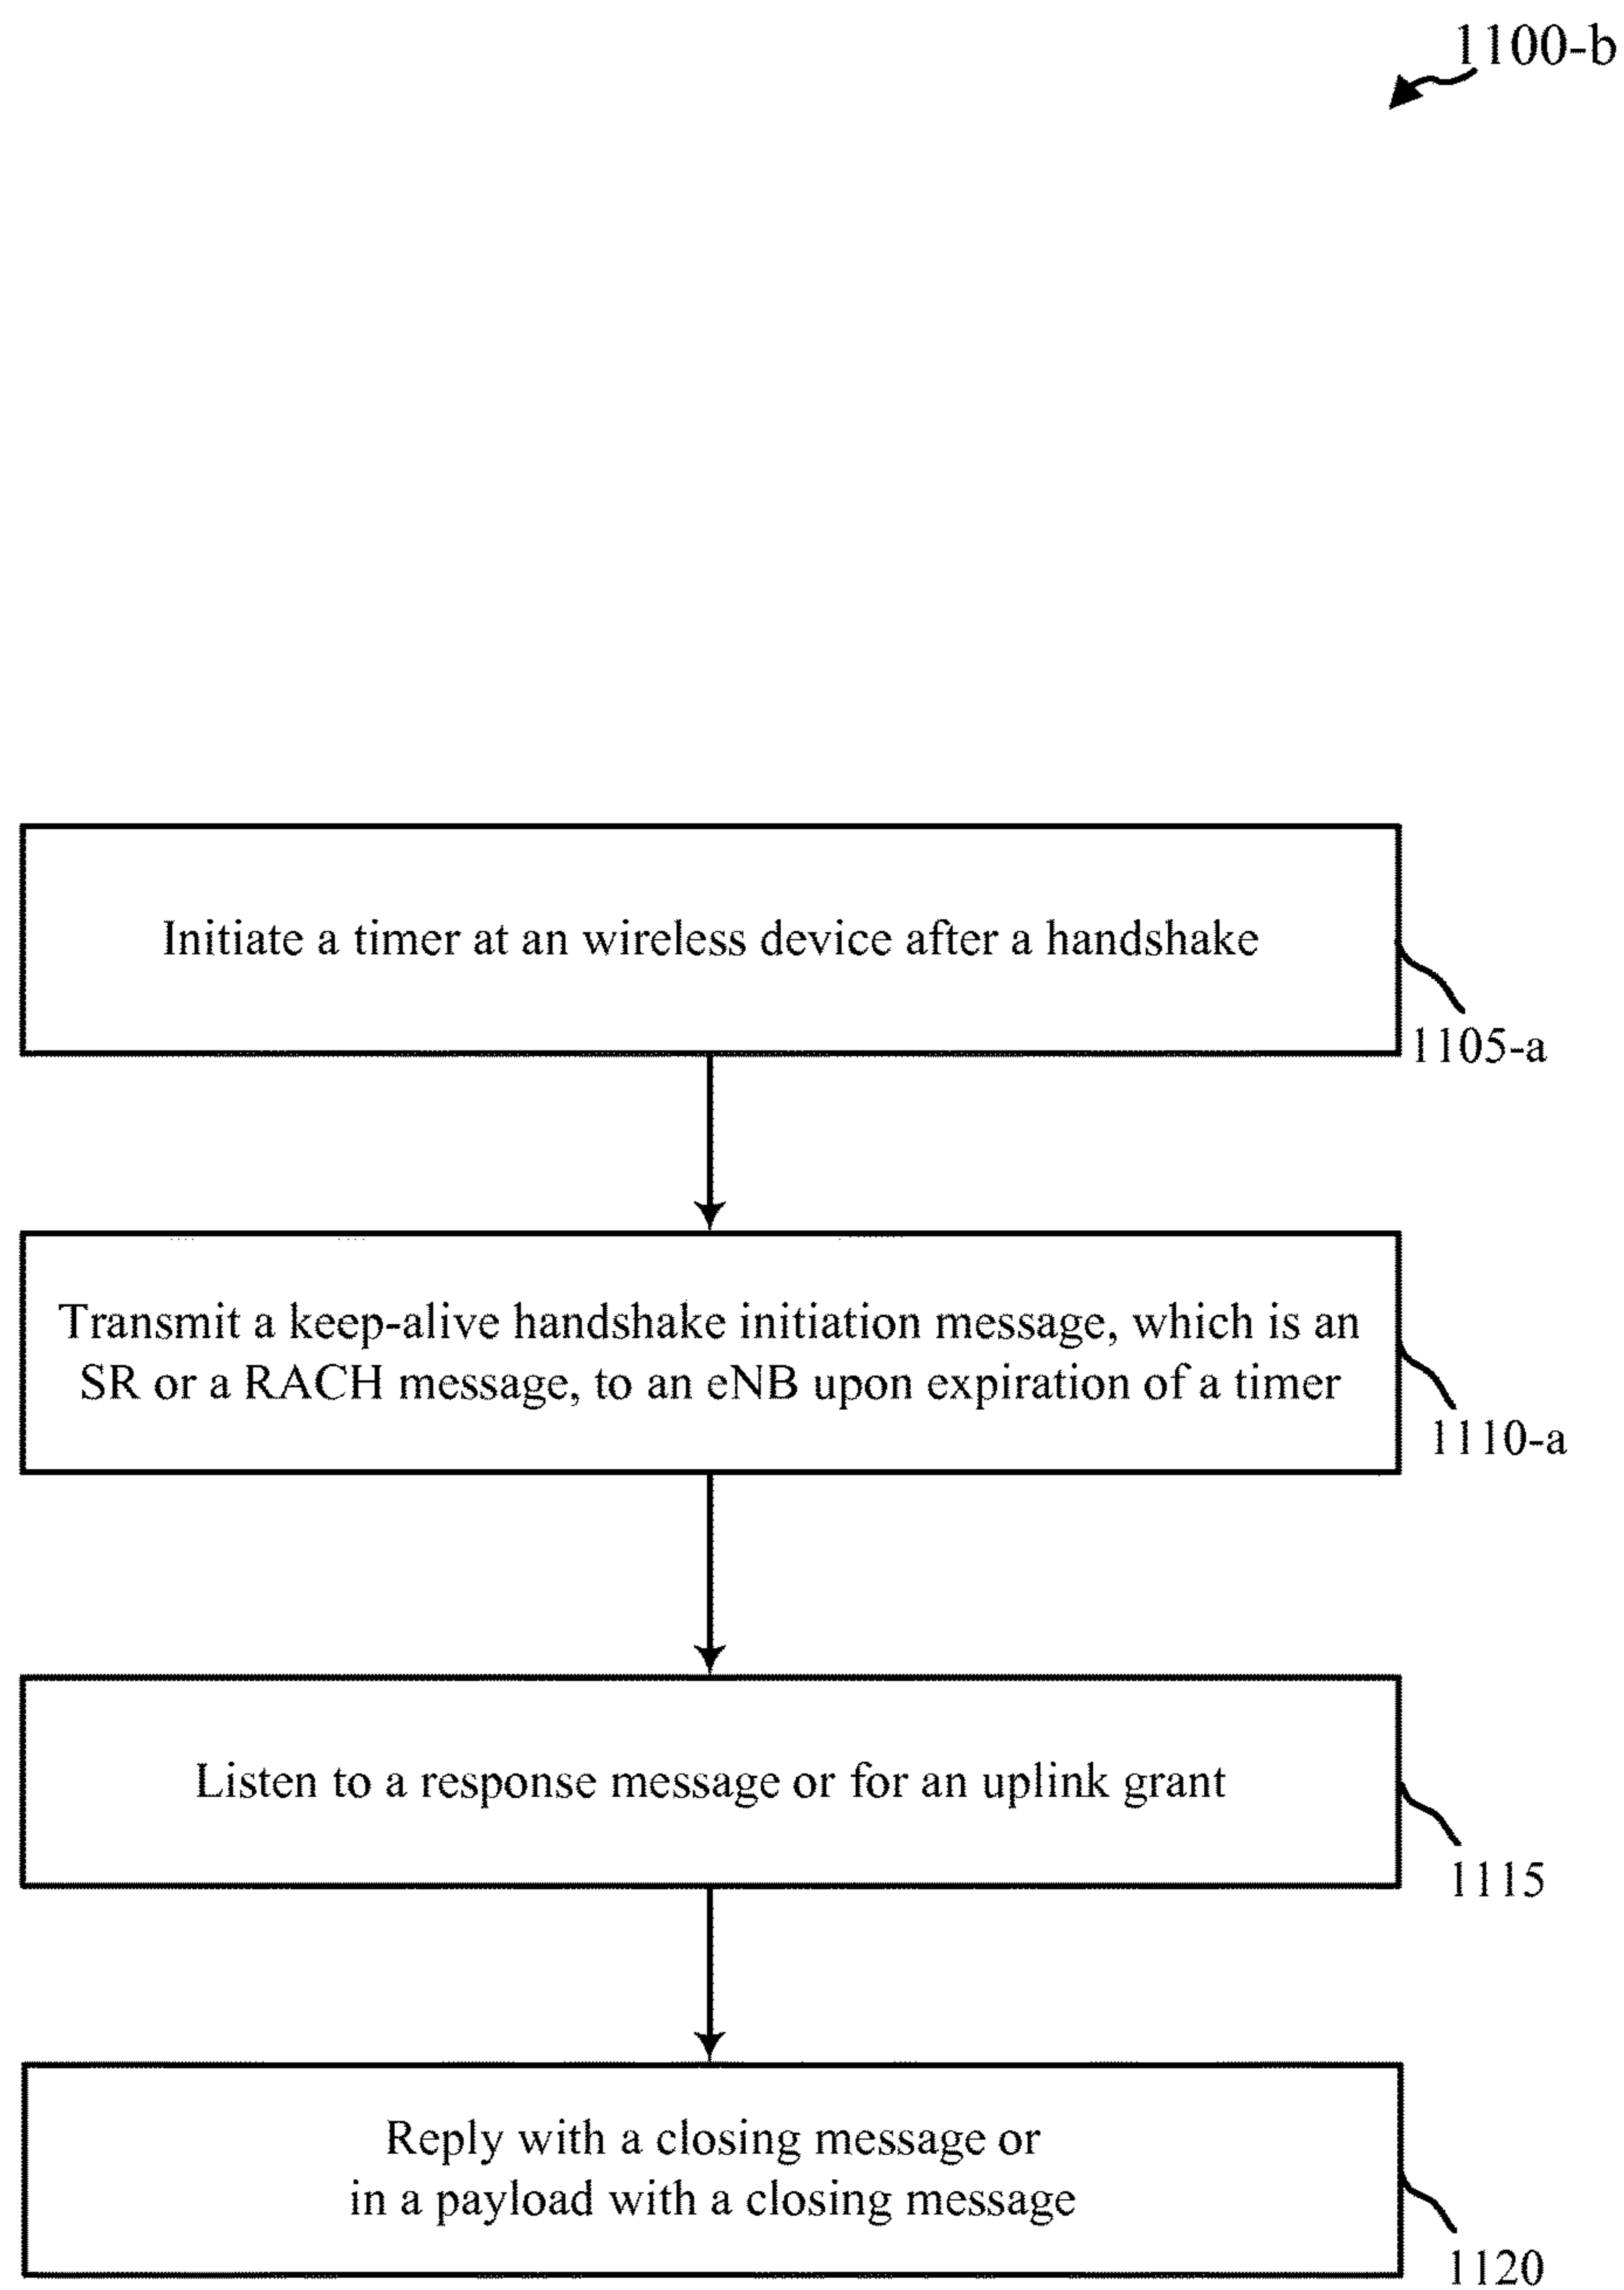 1100-b
Initiate a timer at an wireless device after a handshake
1105-a
Transmit a keep-alive handshake initiation message, which is an
SR or a RACH message, to an eNB upon expiration of a timer
1110-a
Listen to a response message or for an uplink grant
1115
Reply with a closing message or
in a payload with a closing message
1120